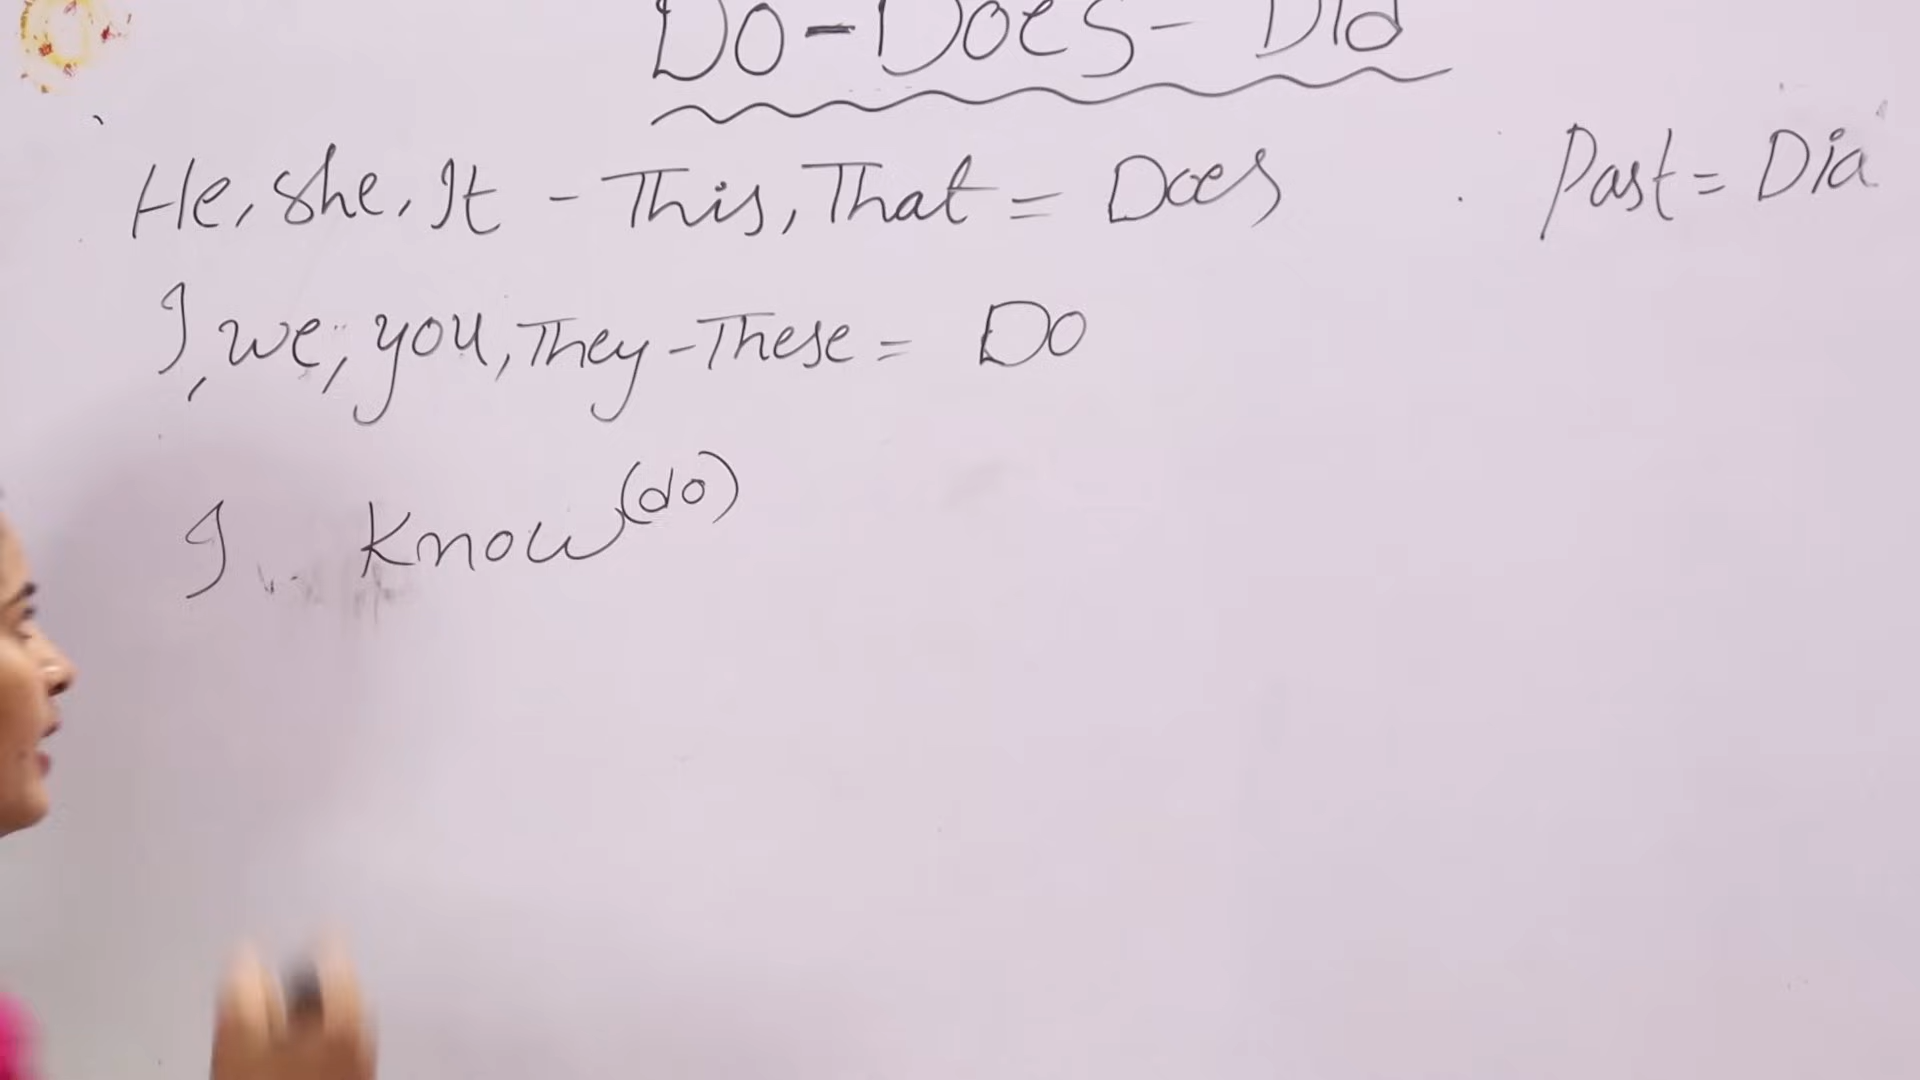 Do-Does-Did
He, she, It - This, That = Does
Past = Did
I, we, you, They - These = Do
I Know (do)